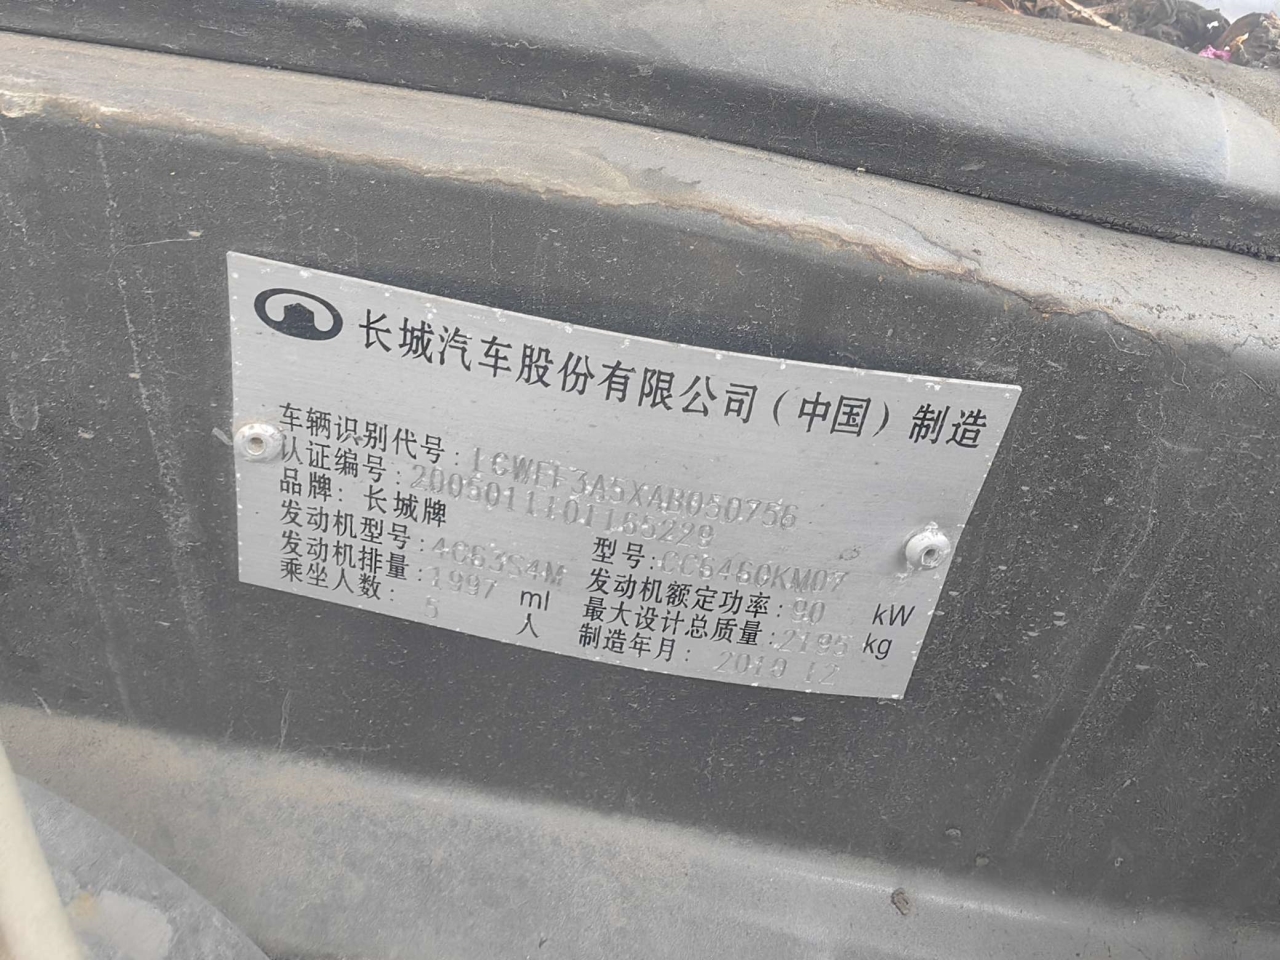 长城汽车股份有限公司（中国）制造
车辆识别代号：LGWEF3A5XAB050756
认证编号：2005011101165229
品牌：长城牌 型号：CC6460KM07
发动机型号：4G63S4M 发动机额定功率：90 kW
发动机排量：1997 ml 最大设计总质量：2195 kg
乘坐人数：5 人 制造年月：2010 12